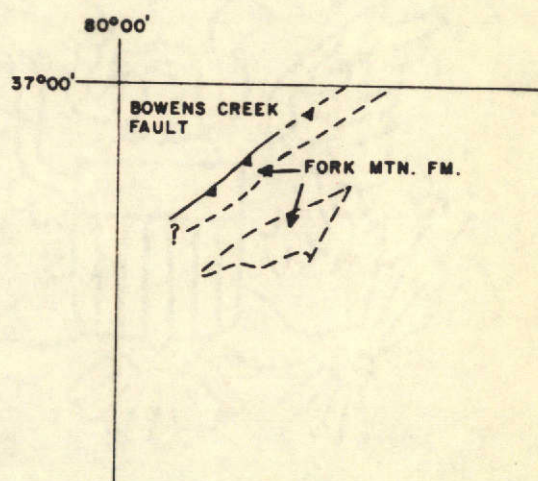 80°00'
37°00'
BOWENS CREEK
FAULT
FORK MTN. FM.
?